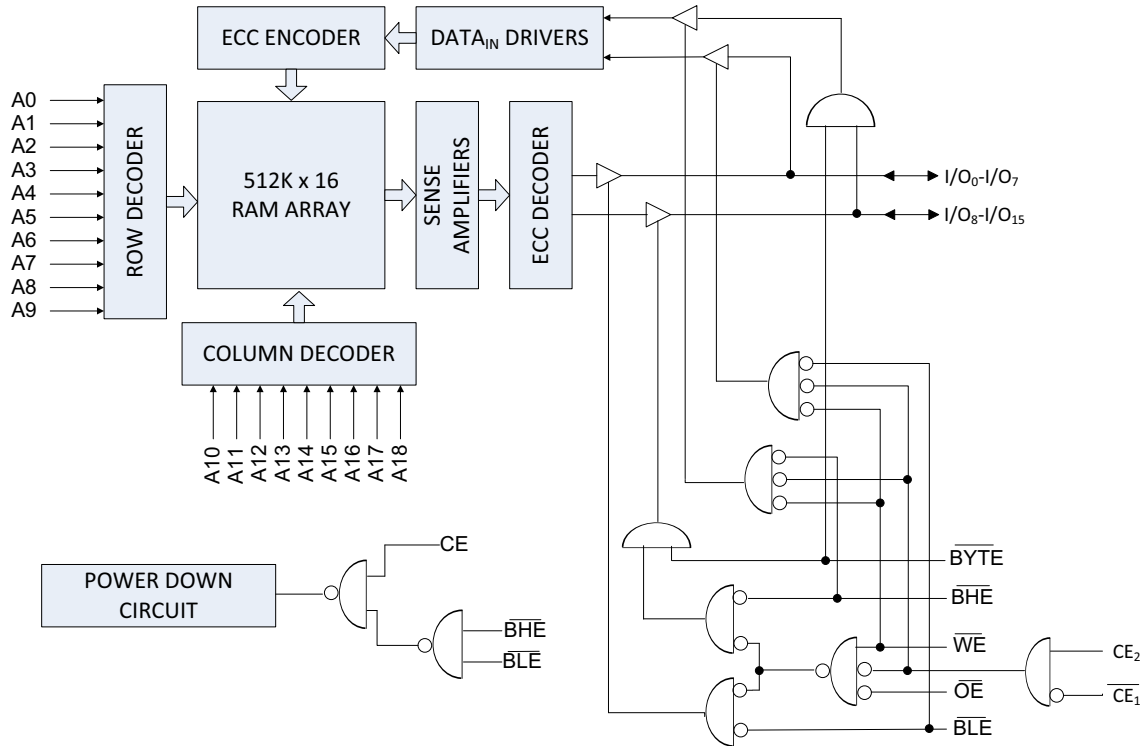 ECC ENCODER
DATAIN DRIVERS
A0
A1
A2
A3
A4
A5
A6
A7
A8
A9
ROW DECODER
512K x 16
RAM ARRAY
SENSE
AMPLIFIERS
ECC DECODER
I/O0-I/O7
I/O8-I/O15
COLUMN DECODER
A10
A11
A12
A13
A14
A15
A16
A17
A18
CE
POWER DOWN
CIRCUIT
BHE
BLE
BYTE
BHE
WE
OE
BLE
CE2
CE1